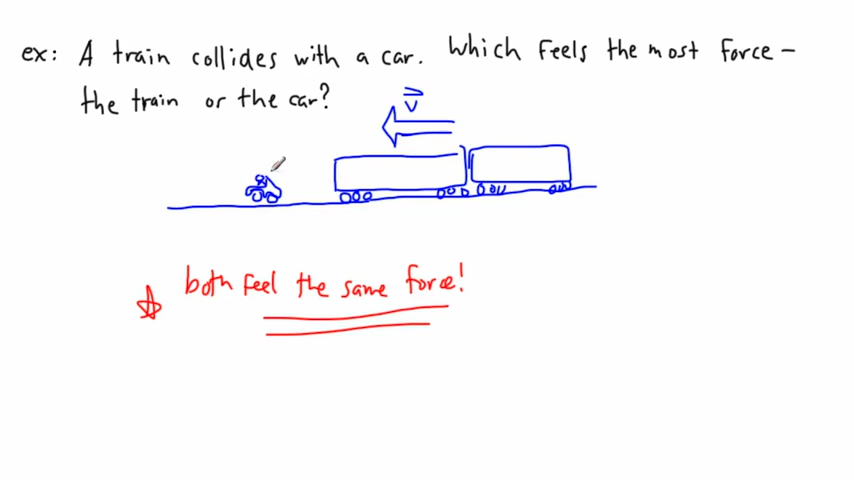 ex: A train collides with a car. Which feels the most force –
the train or the car?
v
both feel the same force!